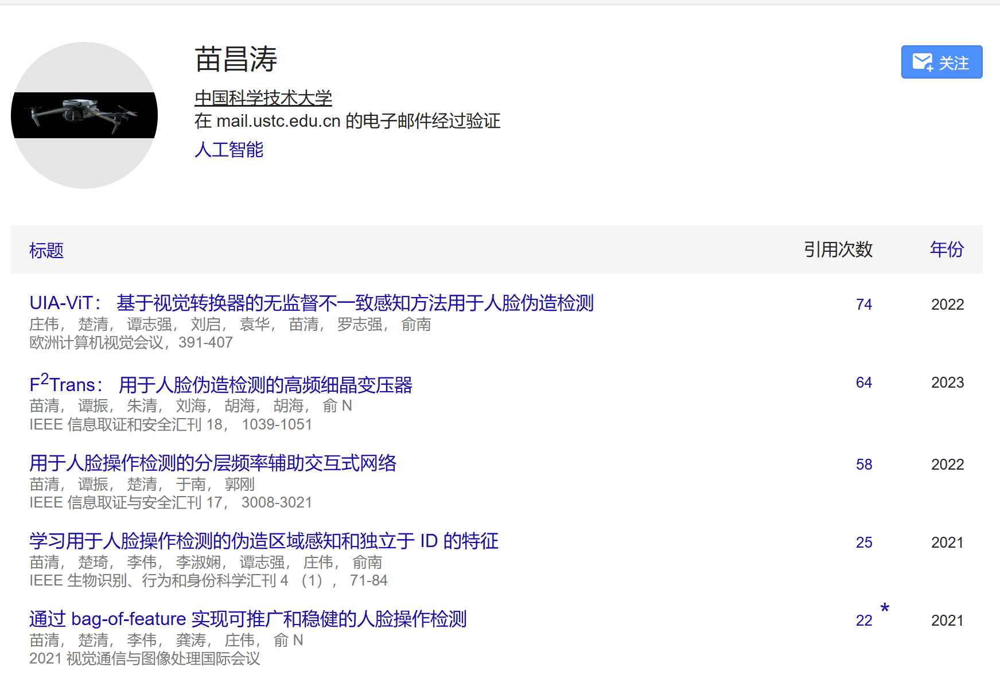 苗昌涛
关注
中国科学技术大学
在 mail.ustc.edu.cn 的电子邮件经过验证
人工智能
标题 引用次数 年份
UIA-ViT： 基于视觉转换器的无监督不一致感知方法用于人脸伪造检测 74 2022
庄伟， 楚清， 谭志强， 刘启， 袁华， 苗清， 罗志强， 俞南
欧洲计算机视觉会议，391-407
F²Trans： 用于人脸伪造检测的高频细晶变压器 64 2023
苗清， 谭振， 朱清， 刘海， 胡海， 胡海， 俞 N
IEEE 信息取证和安全汇刊 18， 1039-1051
用于人脸操作检测的分层频率辅助交互式网络 58 2022
苗清， 谭振， 楚清， 于南， 郭刚
IEEE 信息取证与安全汇刊 17， 3008-3021
学习用于人脸操作检测的伪造区域感知和独立于 ID 的特征 25 2021
苗清， 楚琦， 李伟， 李淑娴， 谭志强， 庄伟， 俞南
IEEE 生物识别、行为和身份科学汇刊 4 （1）， 71-84
通过 bag-of-feature 实现可推广和稳健的人脸操作检测 22 * 2021
苗清， 楚清， 李伟， 龚涛， 庄伟， 俞 N
2021 视觉通信与图像处理国际会议